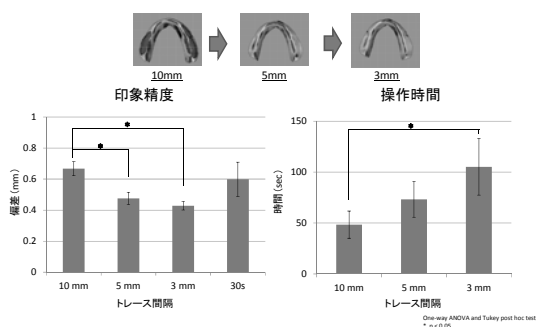 10mm
5mm
3mm
印象精度
操作時間
1
0.8
0.6
0.4
0.2
0
偏差(mm)
*
*
10 mm
5 mm
3 mm
30s
トレース間隔
150
100
50
0
時間(sec)
*
10 mm
5 mm
3 mm
トレース間隔
One-way ANOVA and Tukey post hoc test
* p < 0.05